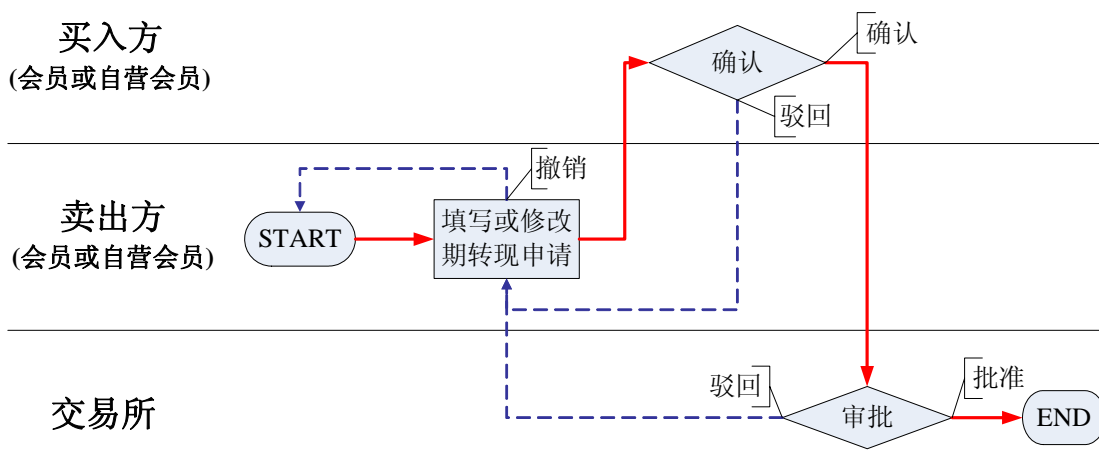 买入方
(会员或自营会员)
确认
确认
驳回
卖出方
(会员或自营会员)
START
撤销
填写或修改
期转现申请
交易所
驳回
审批
批准
END